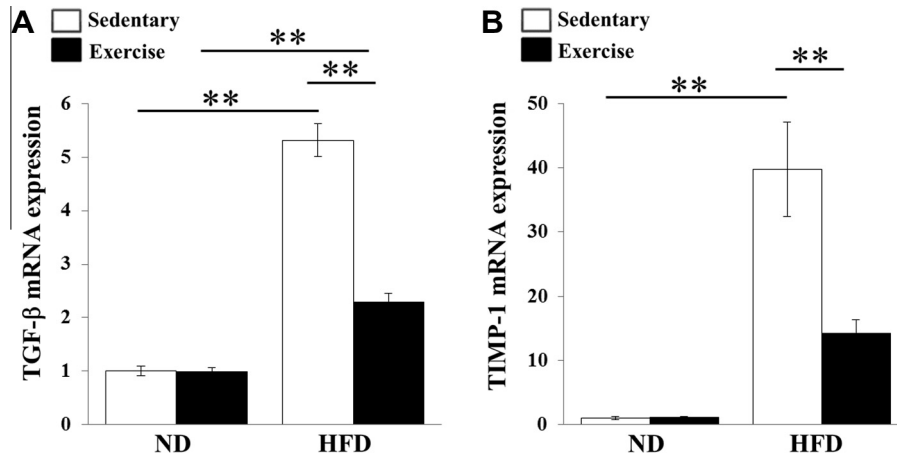 A
Sedentary
Exercise
**
**
**
TGF-β mRNA expression
6
5
4
3
2
1
0
ND HFD
B
Sedentary
Exercise
**
**
TIMP-1 mRNA expression
50
40
30
20
10
0
ND HFD